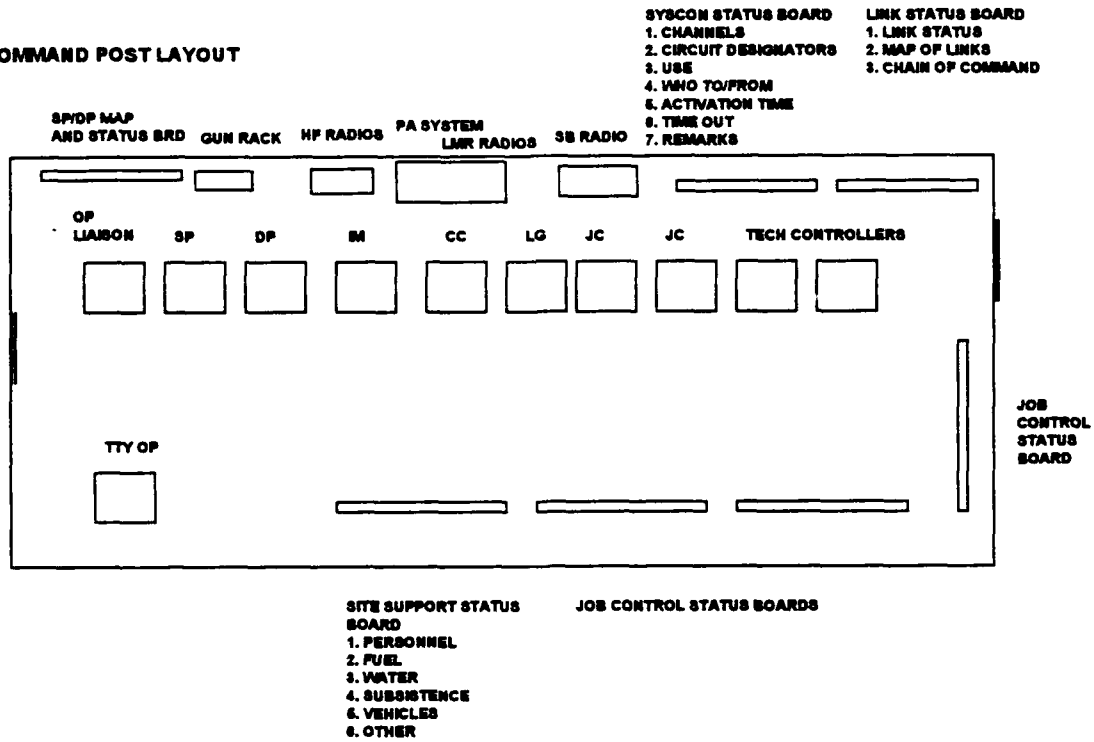 OMMAND POST LAYOUT
SYSCON STATUS BOARD
1. CHANNELS
2. CIRCUIT DESIGNATORS
3. USE
4. WHO TO/FROM
5. ACTIVATION TIME
6. TIME OUT
7. REMARKS
LINK STATUS BOARD
1. LINK STATUS
2. MAP OF LINKS
3. CHAIN OF COMMAND
SP/DP MAP
AND STATUS BRD
GUN RACK
HF RADIOS
PA SYSTEM
LMR RADIOS
SB RADIO
OP
LIAISON
SP
DP
IM
CC
LG
JC
JC
TECH CONTROLLERS
JOB
CONTROL
STATUS
BOARD
TTY OP
SITE SUPPORT STATUS
BOARD
1. PERSONNEL
2. FUEL
3. WATER
4. SUBSISTENCE
5. VEHICLES
6. OTHER
JOB CONTROL STATUS BOARDS